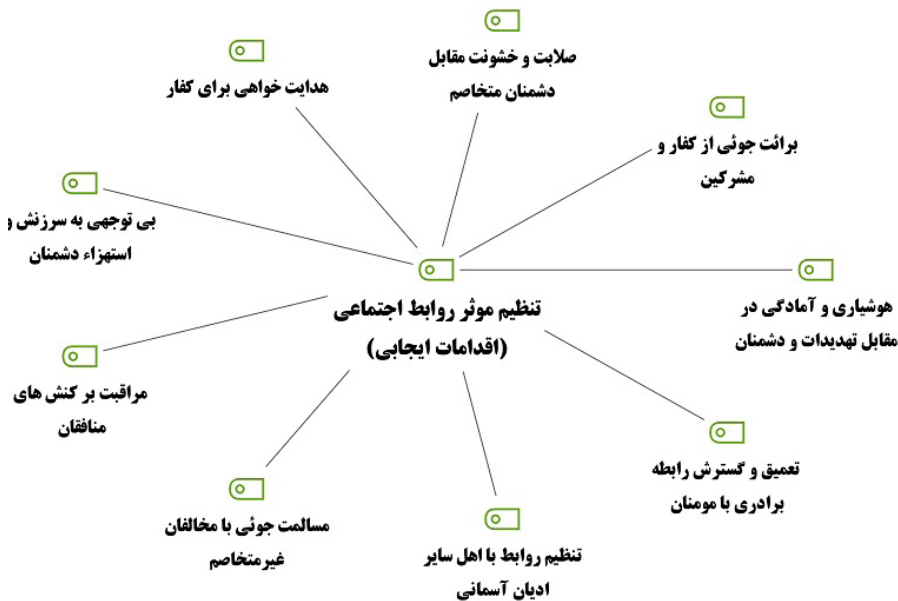 صلابت و خشونت مقابل
دشمنان متخاصم
هدایت خواهی برای کفار
برائت جوئی از کفار و
مشرکین
بی توجهی به سرزنش و
استهزاء دشمنان
تنظیم موثر روابط اجتماعی
(اقدامات ایجابی)
هوشیاری و آمادگی در
مقابل تهدیدات و دشمنان
مراقبت بر کنش های
منافقان
تعمیق و گسترش رابطه
برادری با مومنان
مسالمت جوئی با مخالفان
غیرمتخاصم
تنظیم روابط با اهل سایر
ادیان آسمانی